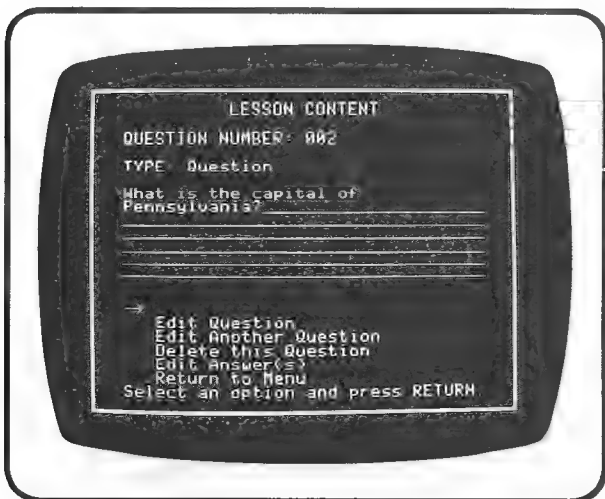 LESSON CONTENT
QUESTION NUMBER: 002
TYPE: Question
What is the capital of
Pennsylvania?
→
Edit Question
Edit Another Question
Delete this Question
Edit Answer(s)
Return to Menu
Select an option and press RETURN